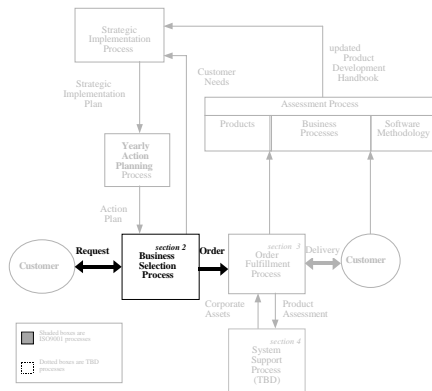 Strategic
Implementation
Process
Strategic
Implementation
Plan
Customer
Needs
updated
Product
Development
Handbook
Assessment Process
Products
Business
Processes
Software
Methodology
Yearly
Action
Planning
Process
Action
Plan
Customer
Request
section 2
Business
Selection
Process
Order
section 3
Order
Fulfillment
Process
Delivery
Customer
Corporate
Assets
Product
Assessment
section 4
System
Support
Process
(TBD)
Shaded boxes are
ISO9001 processes
Dotted boxes are TBD
processes